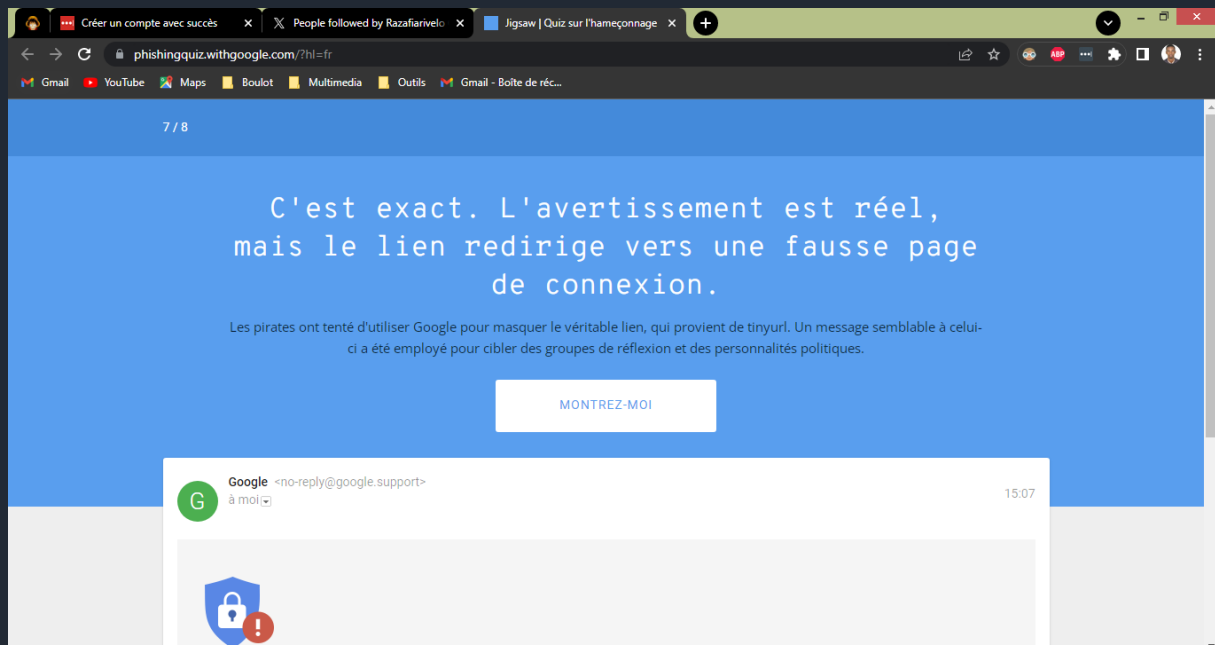 Créer un compte avec succès
People followed by Razafiarivelo
Jigsaw | Quiz sur l'hameçonnage
phishingquiz.withgoogle.com/?hl=fr
ABP
Gmail YouTube Maps Boulot Multimedia Outils Gmail - Boîte de réc...
7 / 8
C'est exact. L'avertissement est réel,
mais le lien redirige vers une fausse page
de connexion.
Les pirates ont tenté d'utiliser Google pour masquer le véritable lien, qui provient de tinyurl. Un message semblable à celui-
ci a été employé pour cibler des groupes de réflexion et des personnalités politiques.
MONTREZ-MOI
G
Google <no-reply@google.support>
à moi
15:07